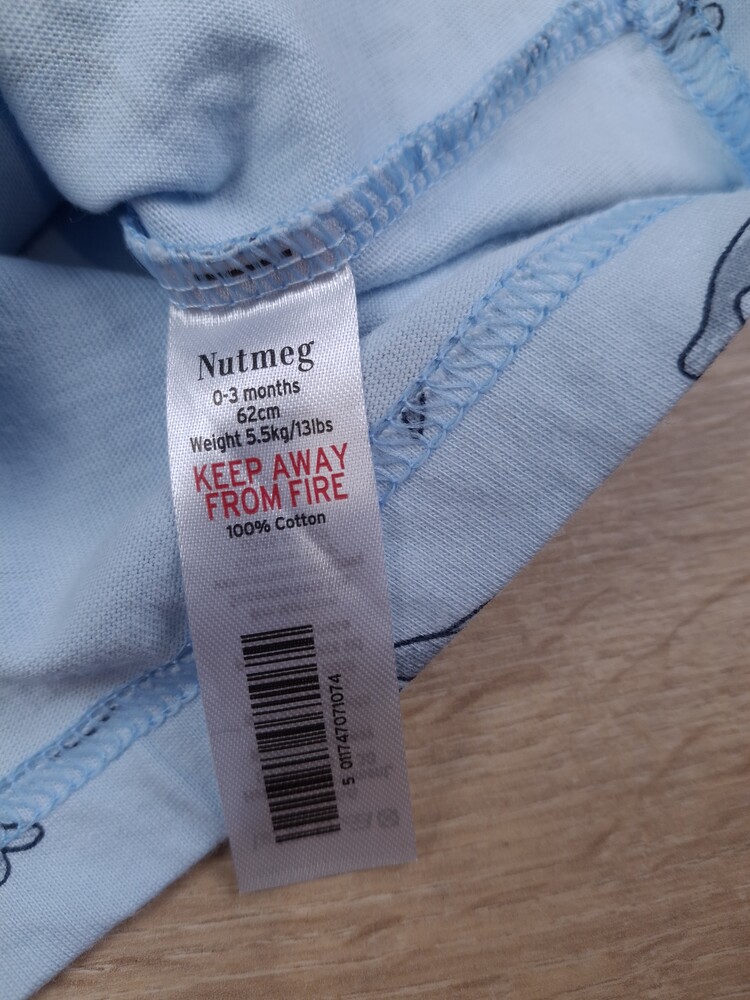 Nutmeg
0-3 months
62cm
Weight 5.5kg/13lbs
KEEP AWAY
FROM FIRE
100% Cotton
5 011747071074